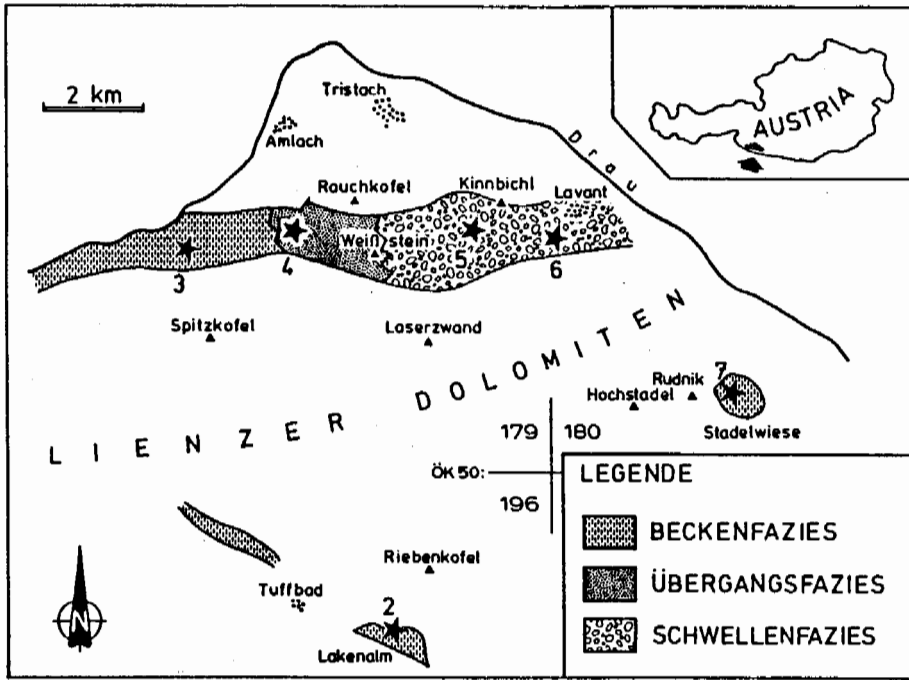 2 km
Tristach
Amlach
Drau
AUSTRIA
Rauchkofel
Kinnbichl
Lavant
Weißstein
3
4
5
6
Spitzkofel
Laserzwand
LIENZER DOLOMITEN
7
Rudnik
Hochstadel
Stadelwiese
179 180
ÖK 50:
196
Riebenkofel
Tuffbad
2
Lakenalm
N
LEGENDE
BECKENFAZIES
ÜBERGANGSFAZIES
SCHWELLENFAZIES